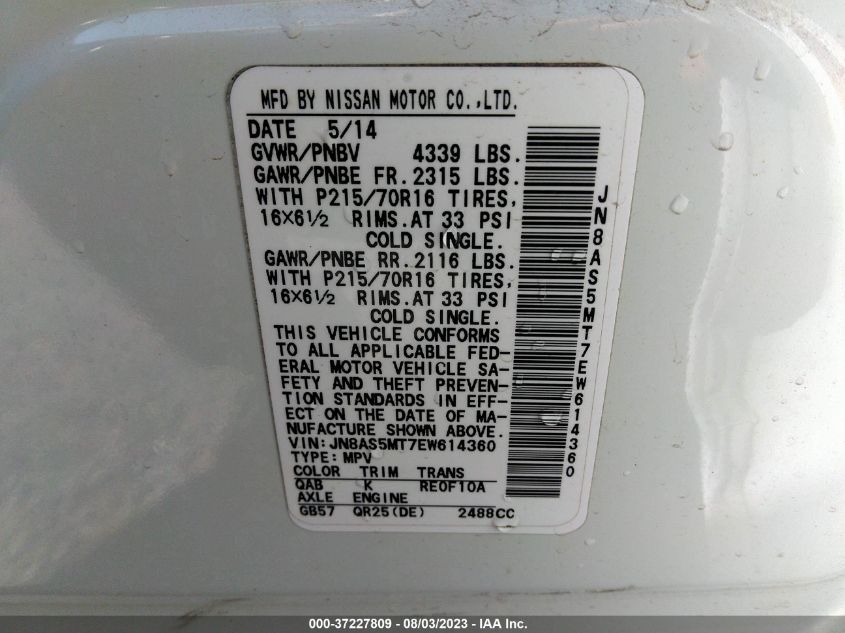 MFD BY NISSAN MOTOR CO.,LTD.
DATE 5/14
GVWR/PNBV 4339 LBS.
GAWR/PNBE FR. 2315 LBS.
WITH P215/70R16 TIRES,
16X6½ RIMS. AT 33 PSI
COLD SINGLE.
GAWR/PNBE RR. 2116 LBS.
WITH P215/70R16 TIRES,
16X6½ RIMS. AT 33 PSI
COLD SINGLE.
THIS VEHICLE CONFORMS
TO ALL APPLICABLE FED-
ERAL MOTOR VEHICLE SA-
FETY AND THEFT PREVEN-
TION STANDARDS IN EFF-
ECT ON THE DATE OF MA-
NUFACTURE SHOWN ABOVE.
VIN: JN8AS5MT7EW614360
TYPE: MPV
COLOR TRIM TRANS
QAB K RE0F10A
AXLE ENGINE
GB57 QR25(DE) 2488CC
JN8AS5MT7EW614360
000-37227809 - 08/03/2023 - IAA Inc.